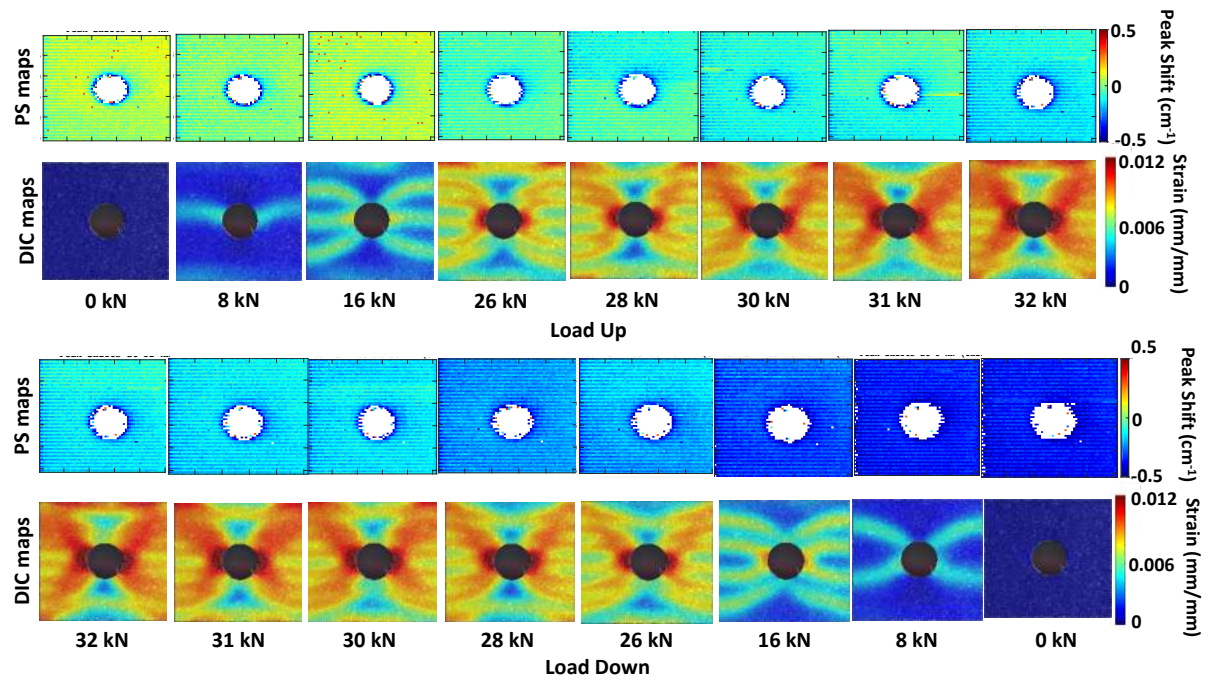 PS maps
0.5
0
-0.5
Peak Shift (cm⁻¹)
DIC maps
0.012
0.006
0
Strain (mm/mm)
0 kN 8 kN 16 kN 26 kN 28 kN 30 kN 31 kN 32 kN
Load Up
PS maps
0.5
0
-0.5
Peak Shift (cm⁻¹)
DIC maps
0.012
0.006
0
Strain (mm/mm)
32 kN 31 kN 30 kN 28 kN 26 kN 16 kN 8 kN 0 kN
Load Down